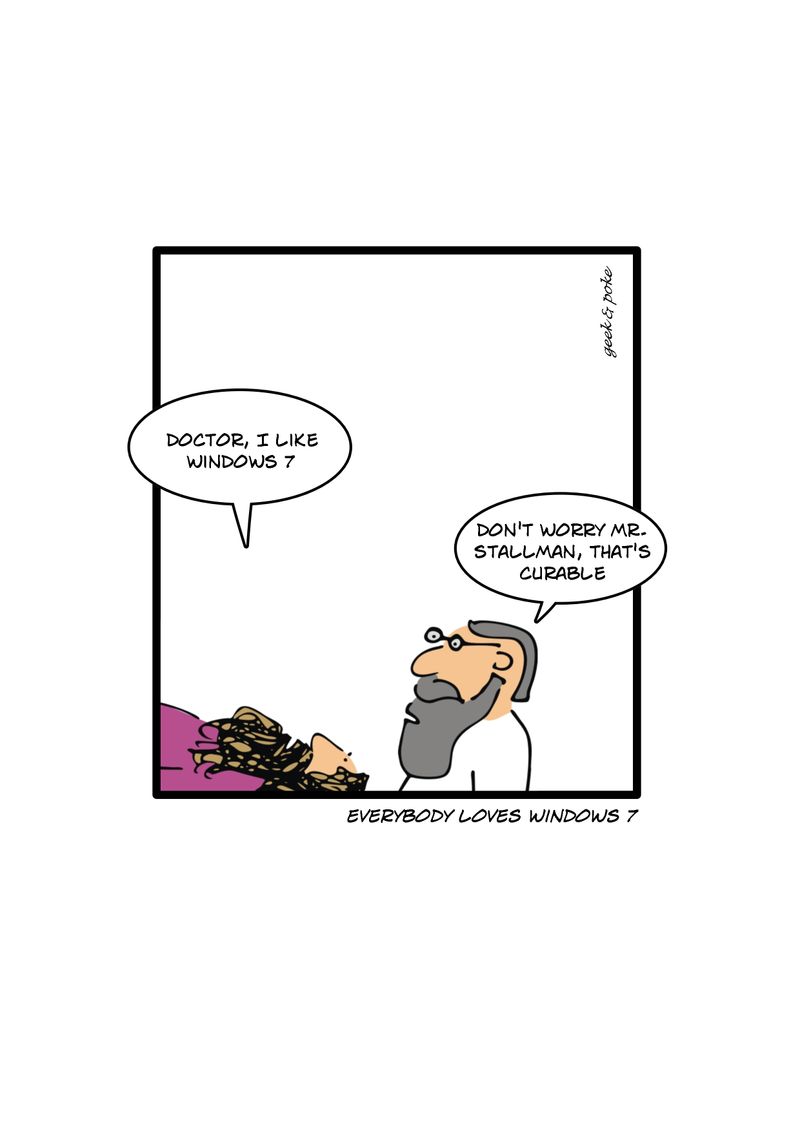 geek & poke
DOCTOR, I LIKE
WINDOWS 7
DON'T WORRY MR.
STALLMAN, THAT'S
CURABLE
EVERYBODY LOVES WINDOWS 7